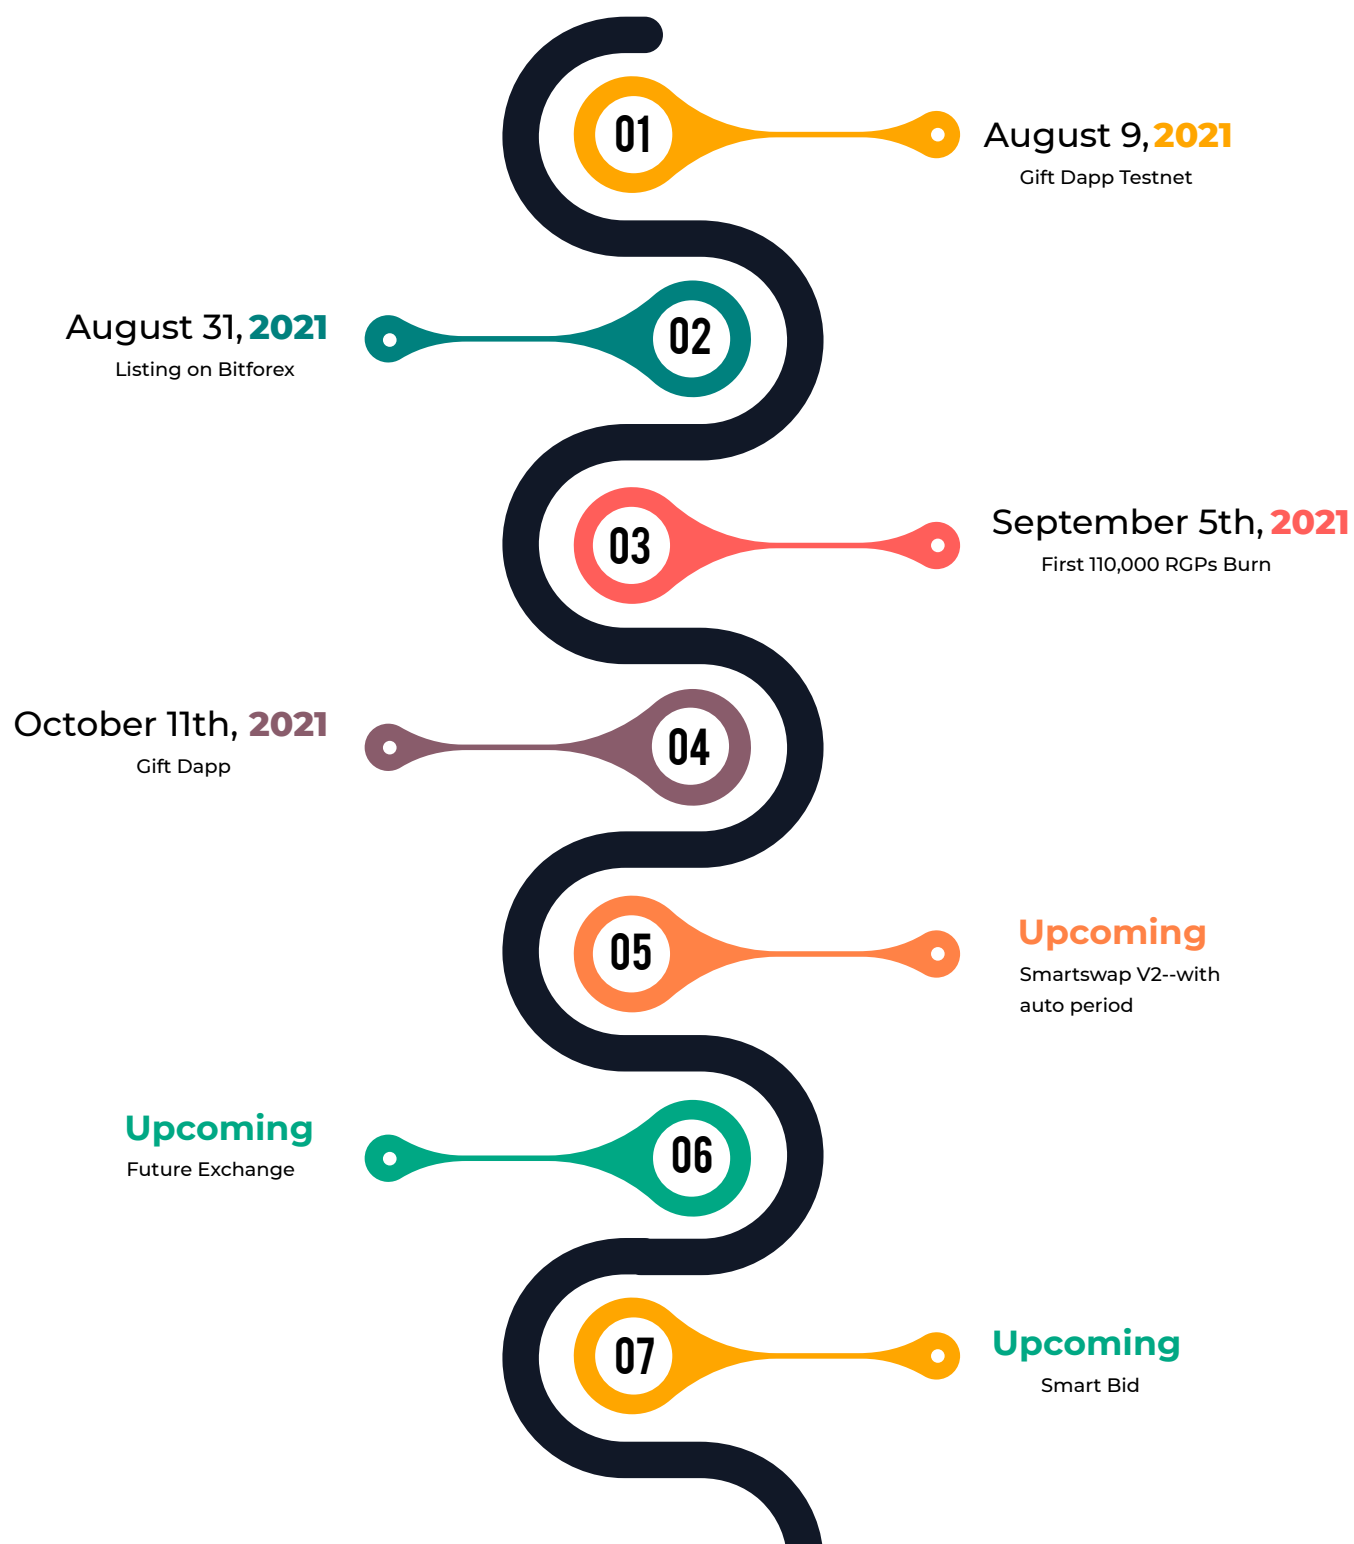 01
August 9, 2021
Gift Dapp Testnet
02
August 31, 2021
Listing on Bitforex
03
September 5th, 2021
First 110,000 RGPs Burn
04
October 11th, 2021
Gift Dapp
05
Upcoming
Smartswap V2--with
auto period
06
Upcoming
Future Exchange
07
Upcoming
Smart Bid